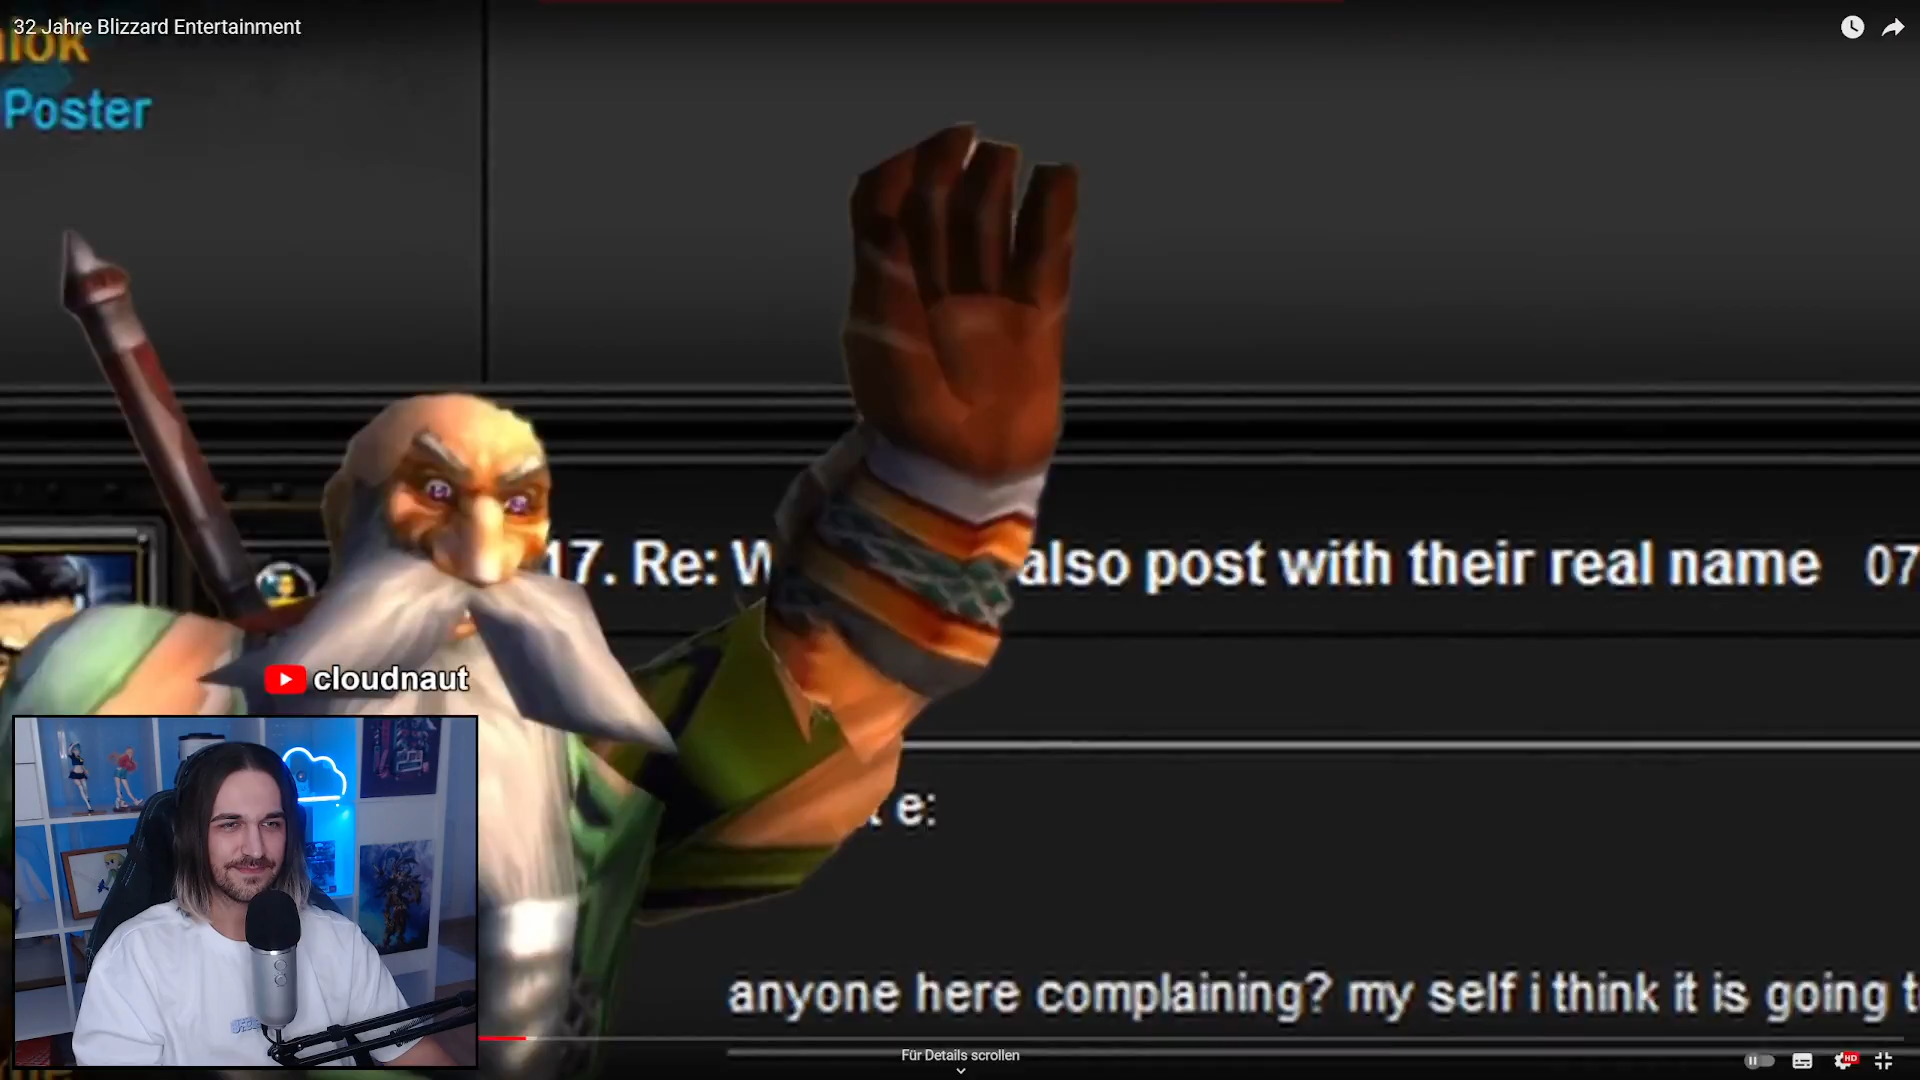 32 Jahre Blizzard Entertainment
Poster
17. Re: W also post with their real name 07
cloudnaut
e:
anyone here complaining? my self i think it is going t
Für Details scrollen
HD